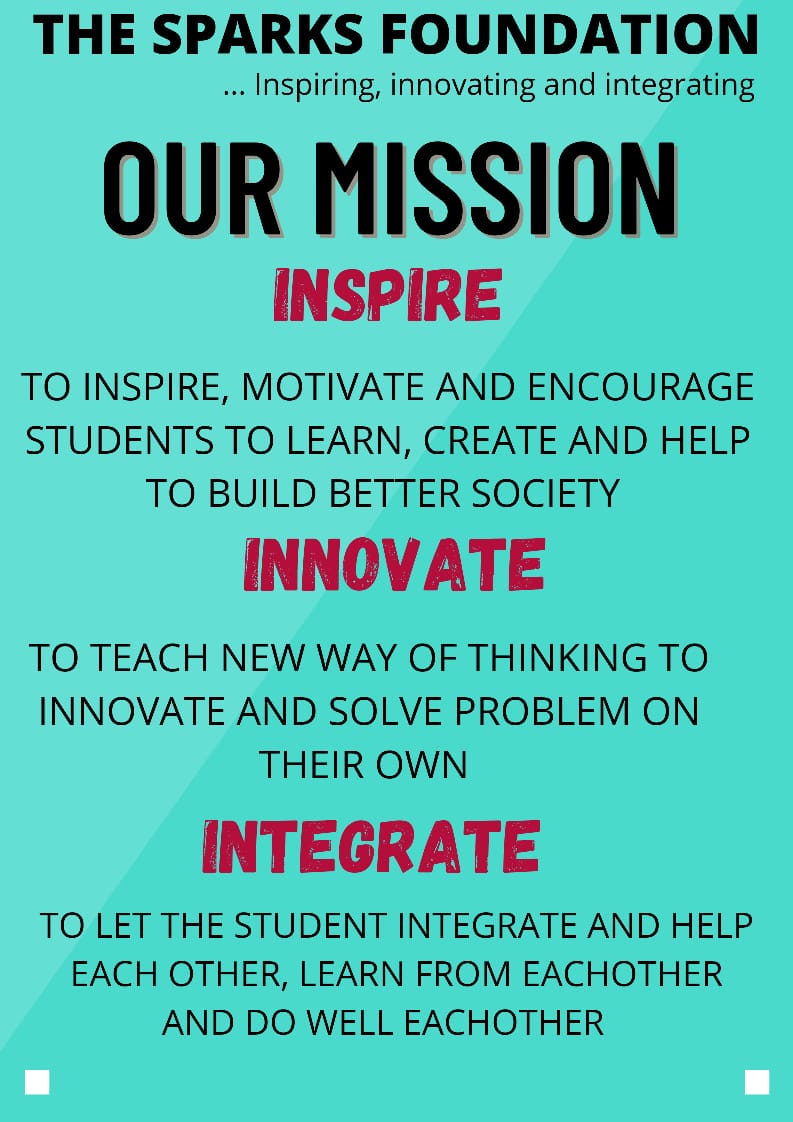 THE SPARKS FOUNDATION
... Inspiring, innovating and integrating
OUR MISSION
INSPIRE
TO INSPIRE, MOTIVATE AND ENCOURAGE
STUDENTS TO LEARN, CREATE AND HELP
TO BUILD BETTER SOCIETY
INNOVATE
TO TEACH NEW WAY OF THINKING TO
INNOVATE AND SOLVE PROBLEM ON
THEIR OWN
INTEGRATE
TO LET THE STUDENT INTEGRATE AND HELP
EACH OTHER, LEARN FROM EACHOTHER
AND DO WELL EACHOTHER